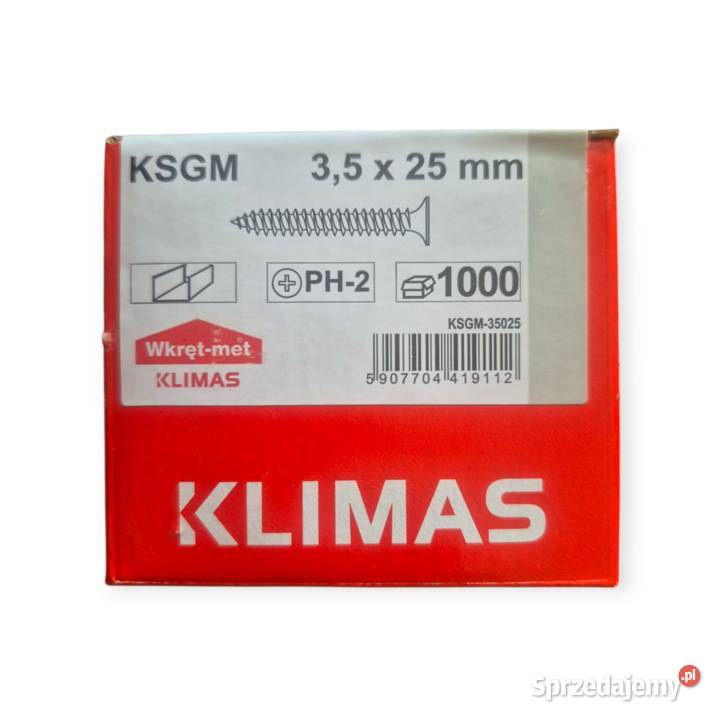 KSGM 3,5 x 25 mm
PH-2 1000
KSGM-35025
Wkręt-met
KLIMAS
5 907704 419112
KLIMAS
Sprzedajemy.pl